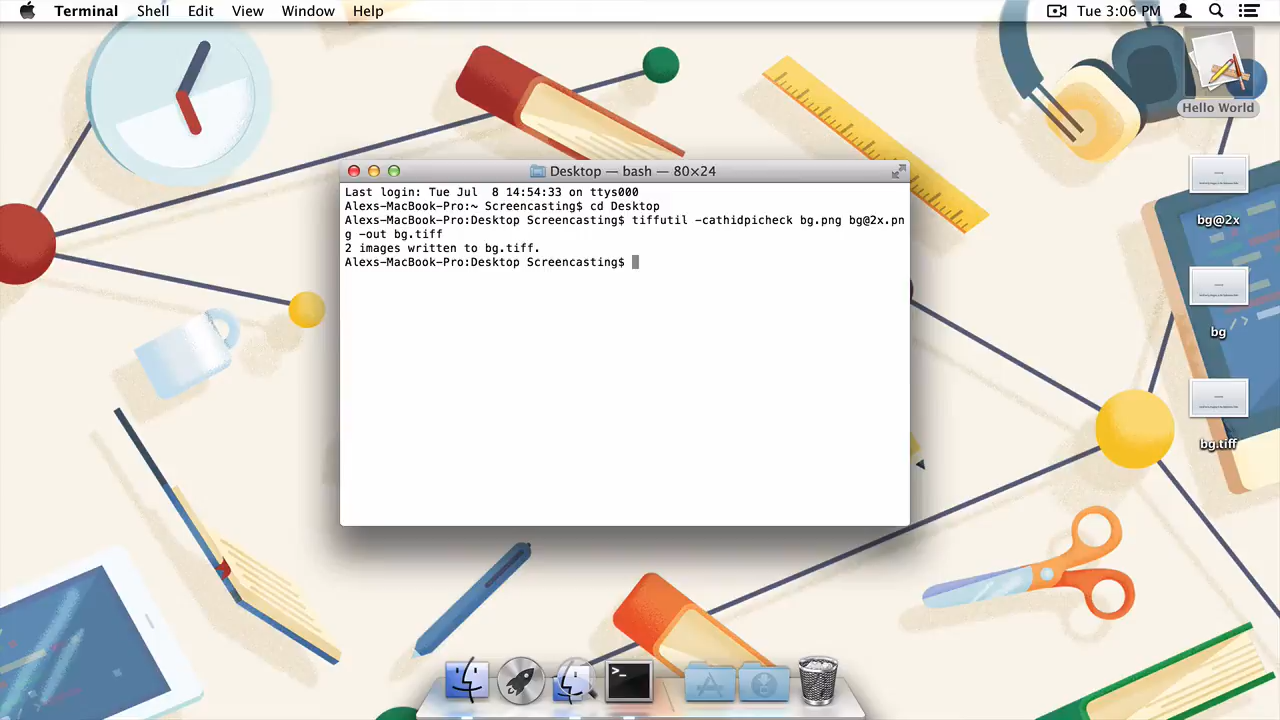 Terminal Shell Edit View Window Help Tue 3:06 PM
Hello World
Desktop — bash — 80×24
Last login: Tue Jul  8 14:54:33 on ttys000
Alexs-MacBook-Pro:~ Screencasting$ cd Desktop
Alexs-MacBook-Pro:Desktop Screencasting$ tiffutil -cathidpicheck bg.png bg@2x.pn
g -out bg.tiff
2 images written to bg.tiff.
Alexs-MacBook-Pro:Desktop Screencasting$
bg@2x
bg
bg.tiff